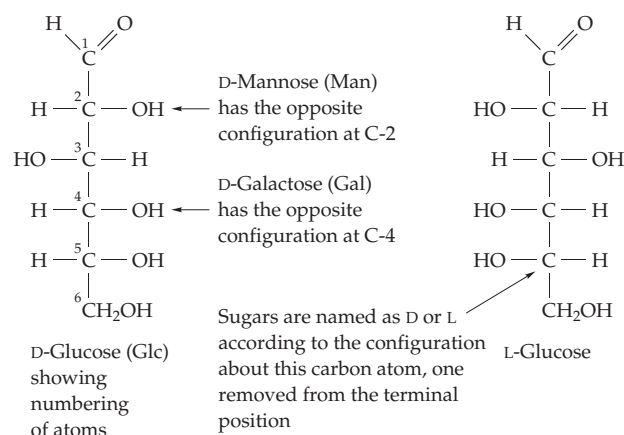 H O
1
C
2
H — C — OH
3
HO — C — H
4
H — C — OH
5
H — C — OH
6
CH₂OH
D-Glucose (Glc)
showing
numbering
of atoms
D-Mannose (Man)
has the opposite
configuration at C-2
D-Galactose (Gal)
has the opposite
configuration at C-4
Sugars are named as D or L
according to the configuration
about this carbon atom, one
removed from the terminal
position
H O
C
HO — C — H
H — C — OH
HO — C — H
HO — C — H
CH₂OH
L-Glucose